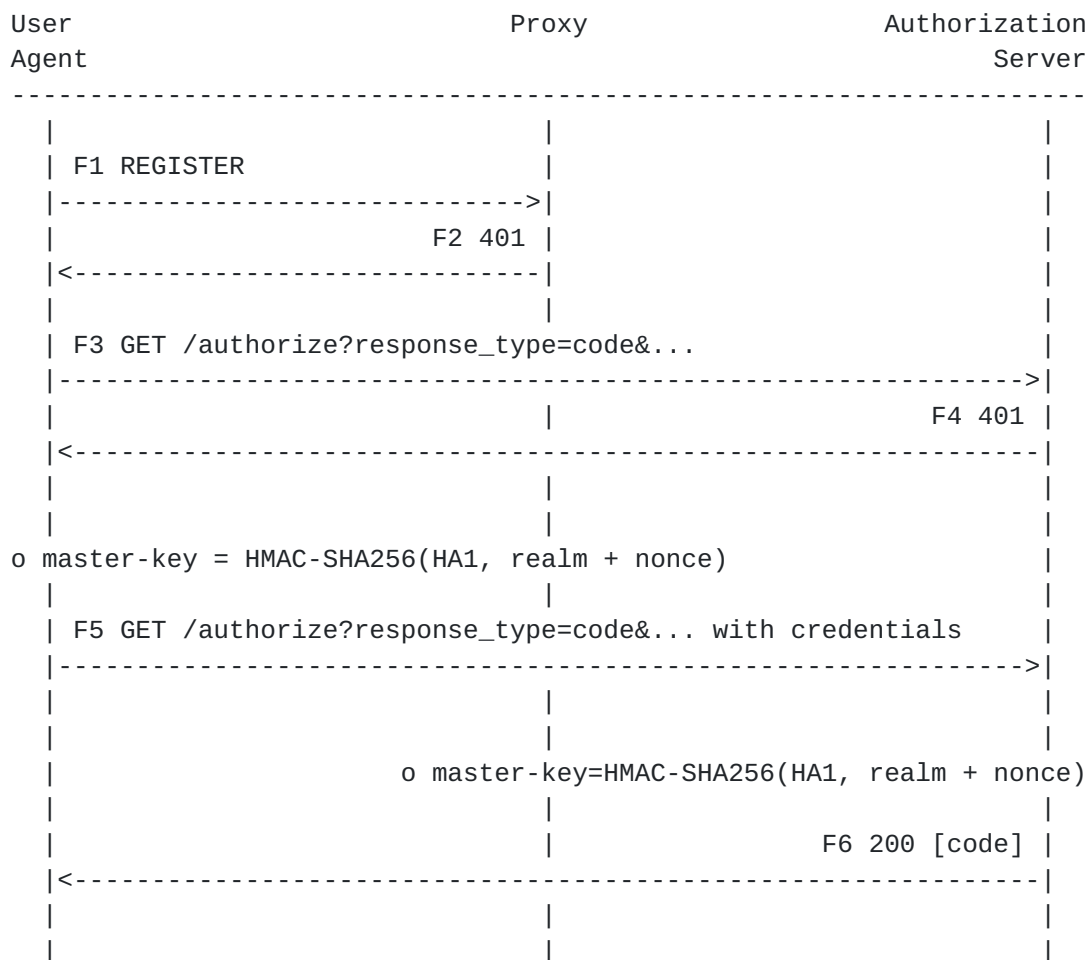 User                            Proxy                   Authorization
Agent                                                          Server
---------------------------------------------------------------------
  |                               |                               |
  | F1 REGISTER                   |                               |
  |------------------------------>|                               |
  |                        F2 401 |                               |
  |<------------------------------|                               |
  |                               |                               |
  | F3 GET /authorize?response_type=code&...                      |
  |-------------------------------------------------------------->|
  |                               |                        F4 401 |
  |<--------------------------------------------------------------|
  |                               |                               |
  |                               |                               |
o master-key = HMAC-SHA256(HA1, realm + nonce)                    |
  |                               |                               |
  | F5 GET /authorize?response_type=code&... with credentials     |
  |-------------------------------------------------------------->|
  |                               |                               |
  |                               |                               |
  |                      o master-key=HMAC-SHA256(HA1, realm + nonce)
  |                               |                               |
  |                               |                 F6 200 [code] |
  |<--------------------------------------------------------------|
  |                               |                               |
  |                               |                               |